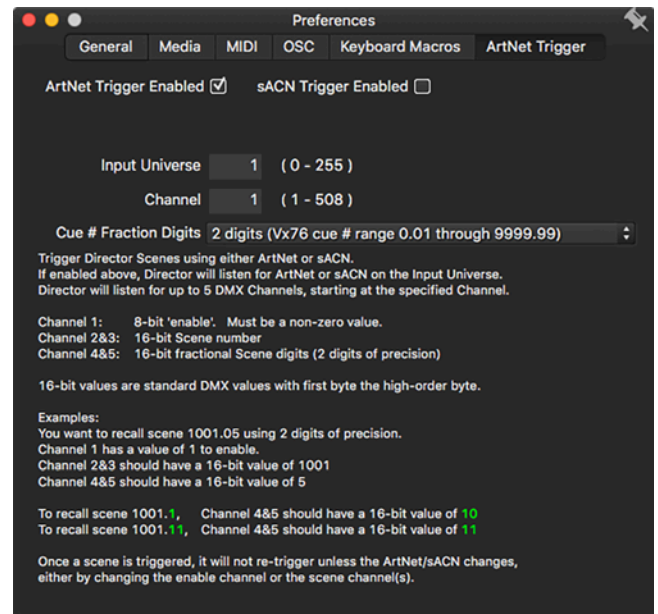 Preferences
General Media MIDI OSC Keyboard Macros ArtNet Trigger
ArtNet Trigger Enabled sACN Trigger Enabled
Input Universe 1 ( 0 - 255 )
Channel 1 ( 1 - 508 )
Cue # Fraction Digits 2 digits (Vx76 cue # range 0.01 through 9999.99)
Trigger Director Scenes using either ArtNet or sACN.
If enabled above, Director will listen for ArtNet or sACN on the Input Universe.
Director will listen for up to 5 DMX Channels, starting at the specified Channel.
Channel 1: 8-bit 'enable'. Must be a non-zero value.
Channel 2&3: 16-bit Scene number
Channel 4&5: 16-bit fractional Scene digits (2 digits of precision)
16-bit values are standard DMX values with first byte the high-order byte.
Examples:
You want to recall scene 1001.05 using 2 digits of precision.
Channel 1 has a value of 1 to enable.
Channel 2&3 should have a 16-bit value of 1001
Channel 4&5 should have a 16-bit value of 5
To recall scene 1001.1, Channel 4&5 should have a 16-bit value of 10
To recall scene 1001.11, Channel 4&5 should have a 16-bit value of 11
Once a scene is triggered, it will not re-trigger unless the ArtNet/sACN changes,
either by changing the enable channel or the scene channel(s).